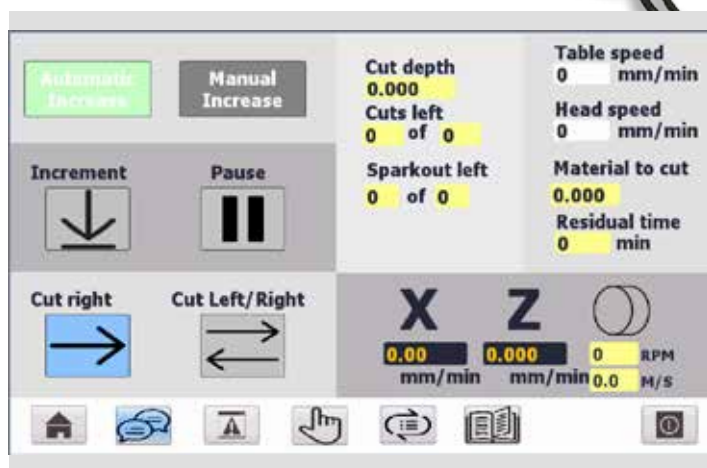 Automatic
Increase
Manual
Increase
Increment
Pause
Cut right
Cut Left/Right
Cut depth
0.000
Cuts left
0 of 0
Sparkout left
0 of 0
Table speed
0 mm/min
Head speed
0 mm/min
Material to cut
0.000
Residual time
0 min
X Z
0.00 0.000 0 RPM
mm/min mm/min 0.0 M/S